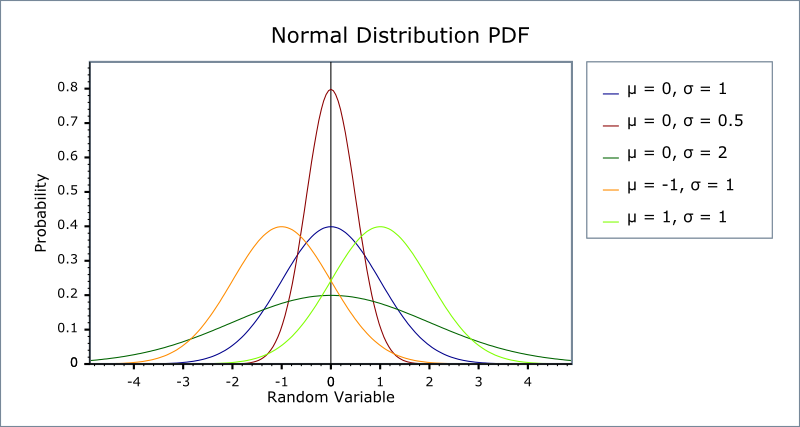 Normal Distribution PDF
0.8
0.7
0.6
0.5
0.4
0.3
0.2
0.1
0
Probability
-4 -3 -2 -1 0 1 2 3 4
Random Variable
μ = 0, σ = 1
μ = 0, σ = 0.5
μ = 0, σ = 2
μ = -1, σ = 1
μ = 1, σ = 1